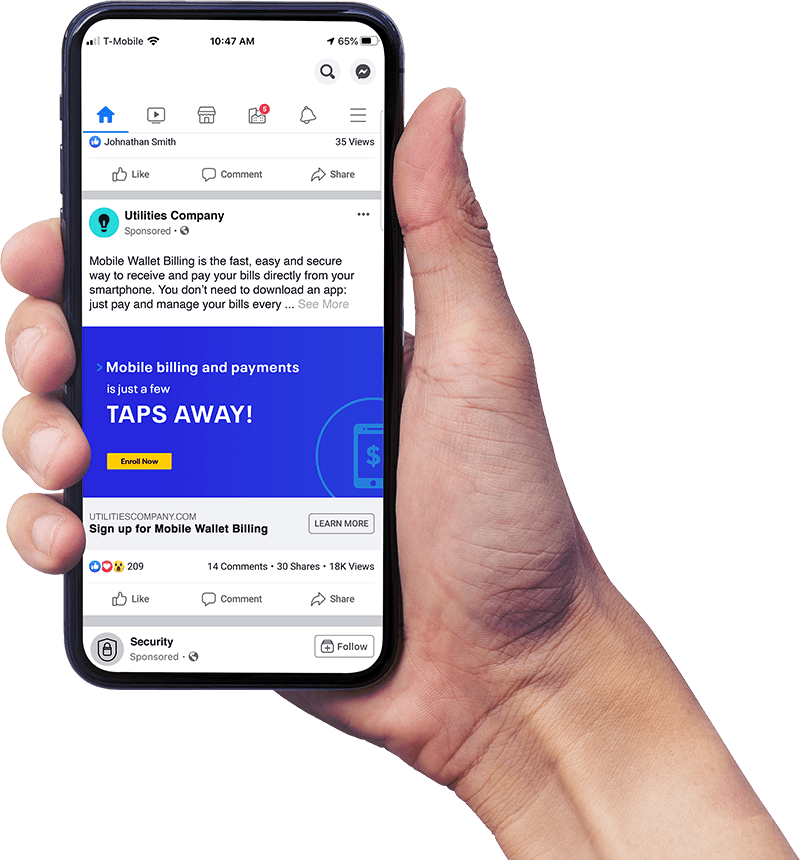 T-Mobile 10:47 AM 65%
5
Johnathan Smith 35 Views
Like Comment Share
Utilities Company
Sponsored •
Mobile Wallet Billing is the fast, easy and secure
way to receive and pay your bills directly from your
smartphone. You don't need to download an app:
just pay and manage your bills every ... See More
> Mobile billing and payments
is just a few
TAPS AWAY!
Enroll Now
$
UTILITIESCOMPANY.COM
Sign up for Mobile Wallet Billing
LEARN MORE
209 14 Comments • 30 Shares • 18K Views
Like Comment Share
Security
Sponsored •
Follow